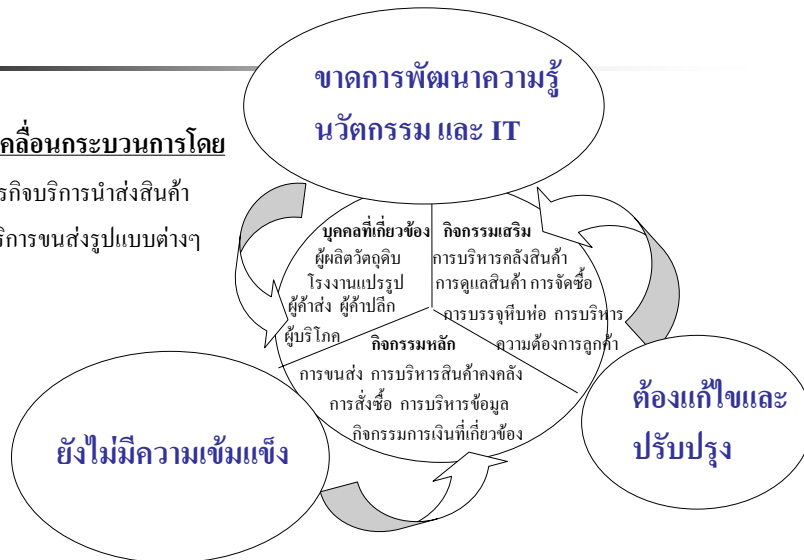 ขาดการพัฒนาความรู้
นวัตกรรม และ IT
คลื่อนกระบวนการโดย
รกิจบริการนำส่งสินค้า
ริการขนส่งรูปแบบต่างๆ
บุคคลที่เกี่ยวข้อง
ผู้ผลิตวัตถุดิบ
โรงงานแปรรูป
ผู้ค้าส่ง ผู้ค้าปลีก
ผู้บริโภค
กิจกรรมเสริม
การบริหารคลังสินค้า
การดูแลสินค้า การจัดซื้อ
การบรรจุหีบห่อ การบริหาร
ความต้องการลูกค้า
กิจกรรมหลัก
การขนส่ง การบริหารสินค้าคงคลัง
การสั่งซื้อ การบริหารข้อมูล
กิจกรรมการเงินที่เกี่ยวข้อง
ยังไม่มีความเข้มแข็ง
ต้องแก้ไขและ
ปรับปรุง